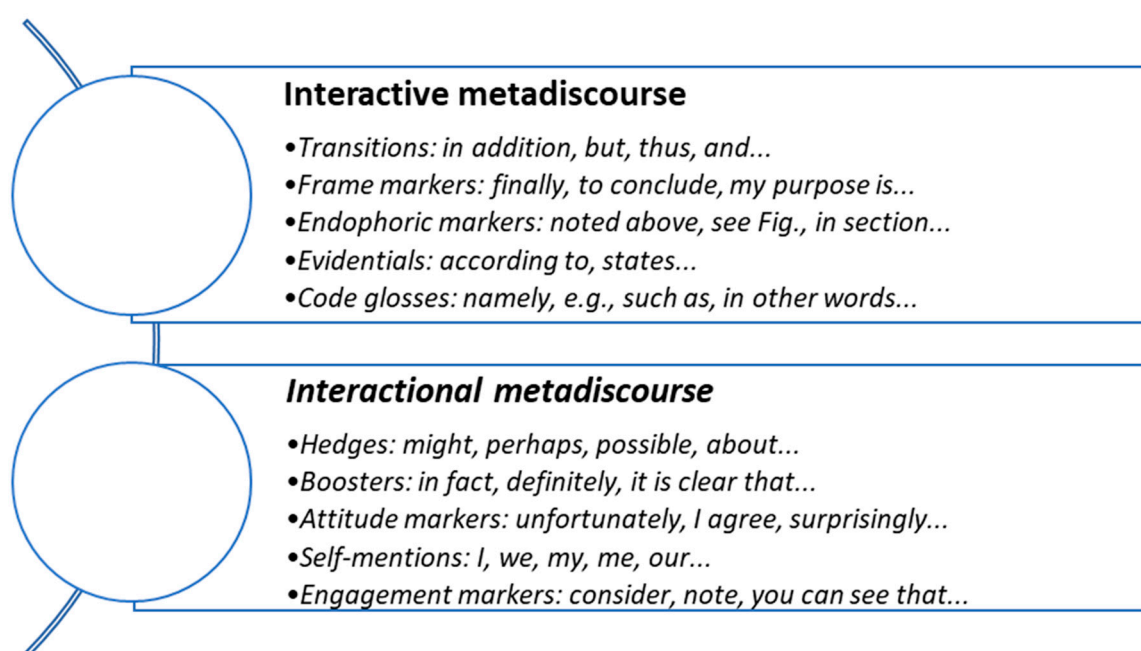 Interactive metadiscourse
•Transitions: in addition, but, thus, and...
•Frame markers: finally, to conclude, my purpose is...
•Endophoric markers: noted above, see Fig., in section...
•Evidentials: according to, states...
•Code glosses: namely, e.g., such as, in other words...
Interactional metadiscourse
•Hedges: might, perhaps, possible, about...
•Boosters: in fact, definitely, it is clear that...
•Attitude markers: unfortunately, I agree, surprisingly...
•Self-mentions: I, we, my, me, our...
•Engagement markers: consider, note, you can see that...